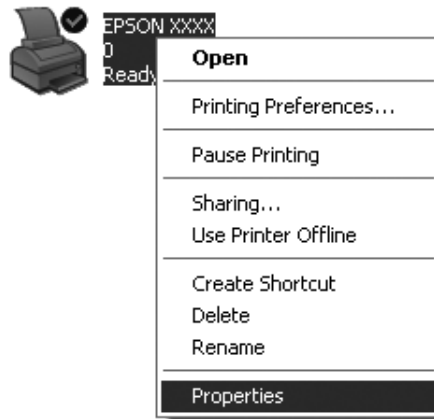 EPSON XXXX
0
Ready
Open
Printing Preferences...
Pause Printing
Sharing...
Use Printer Offline
Create Shortcut
Delete
Rename
Properties